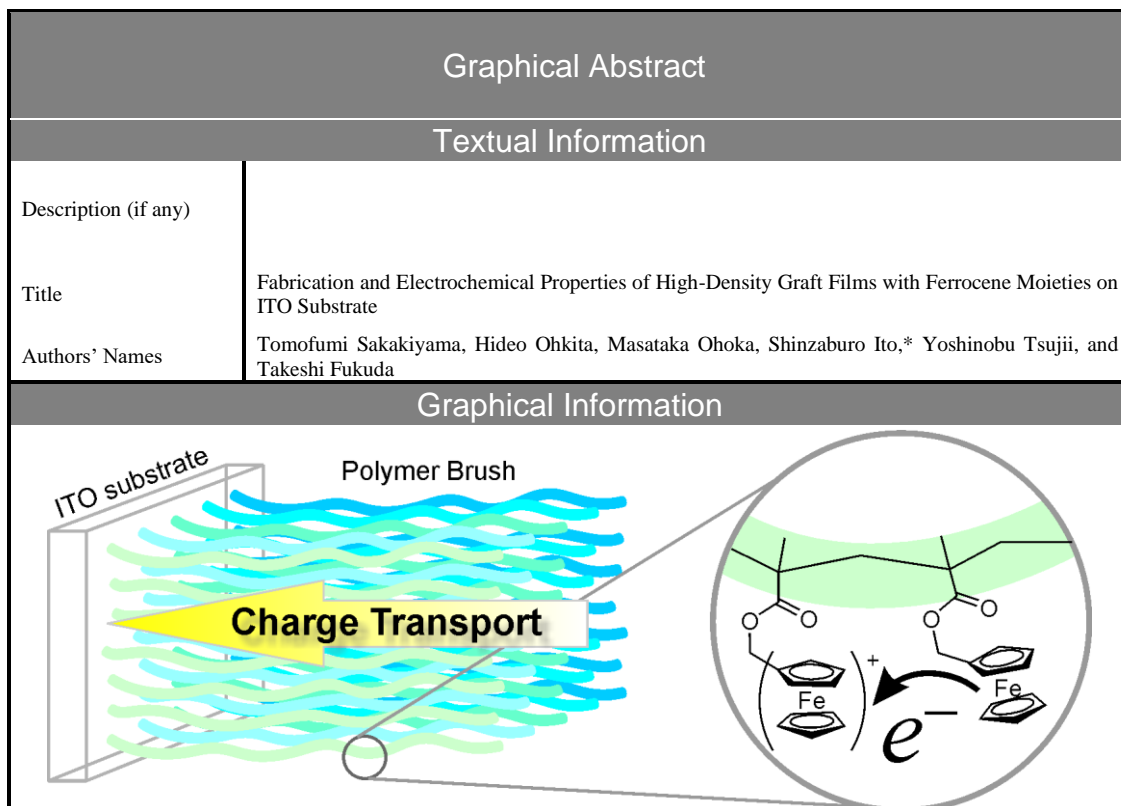 Graphical Abstract
Textual Information
Description (if any)
Title
Fabrication and Electrochemical Properties of High-Density Graft Films with Ferrocene Moieties on
ITO Substrate
Authors' Names
Tomofumi Sakakiyama, Hideo Ohkita, Masataka Ohoka, Shinzaburo Ito,* Yoshinobu Tsujii, and
Takeshi Fukuda
Graphical Information
ITO substrate
Polymer Brush
Charge Transport
O
O
O
O
+
Fe
Fe
e−